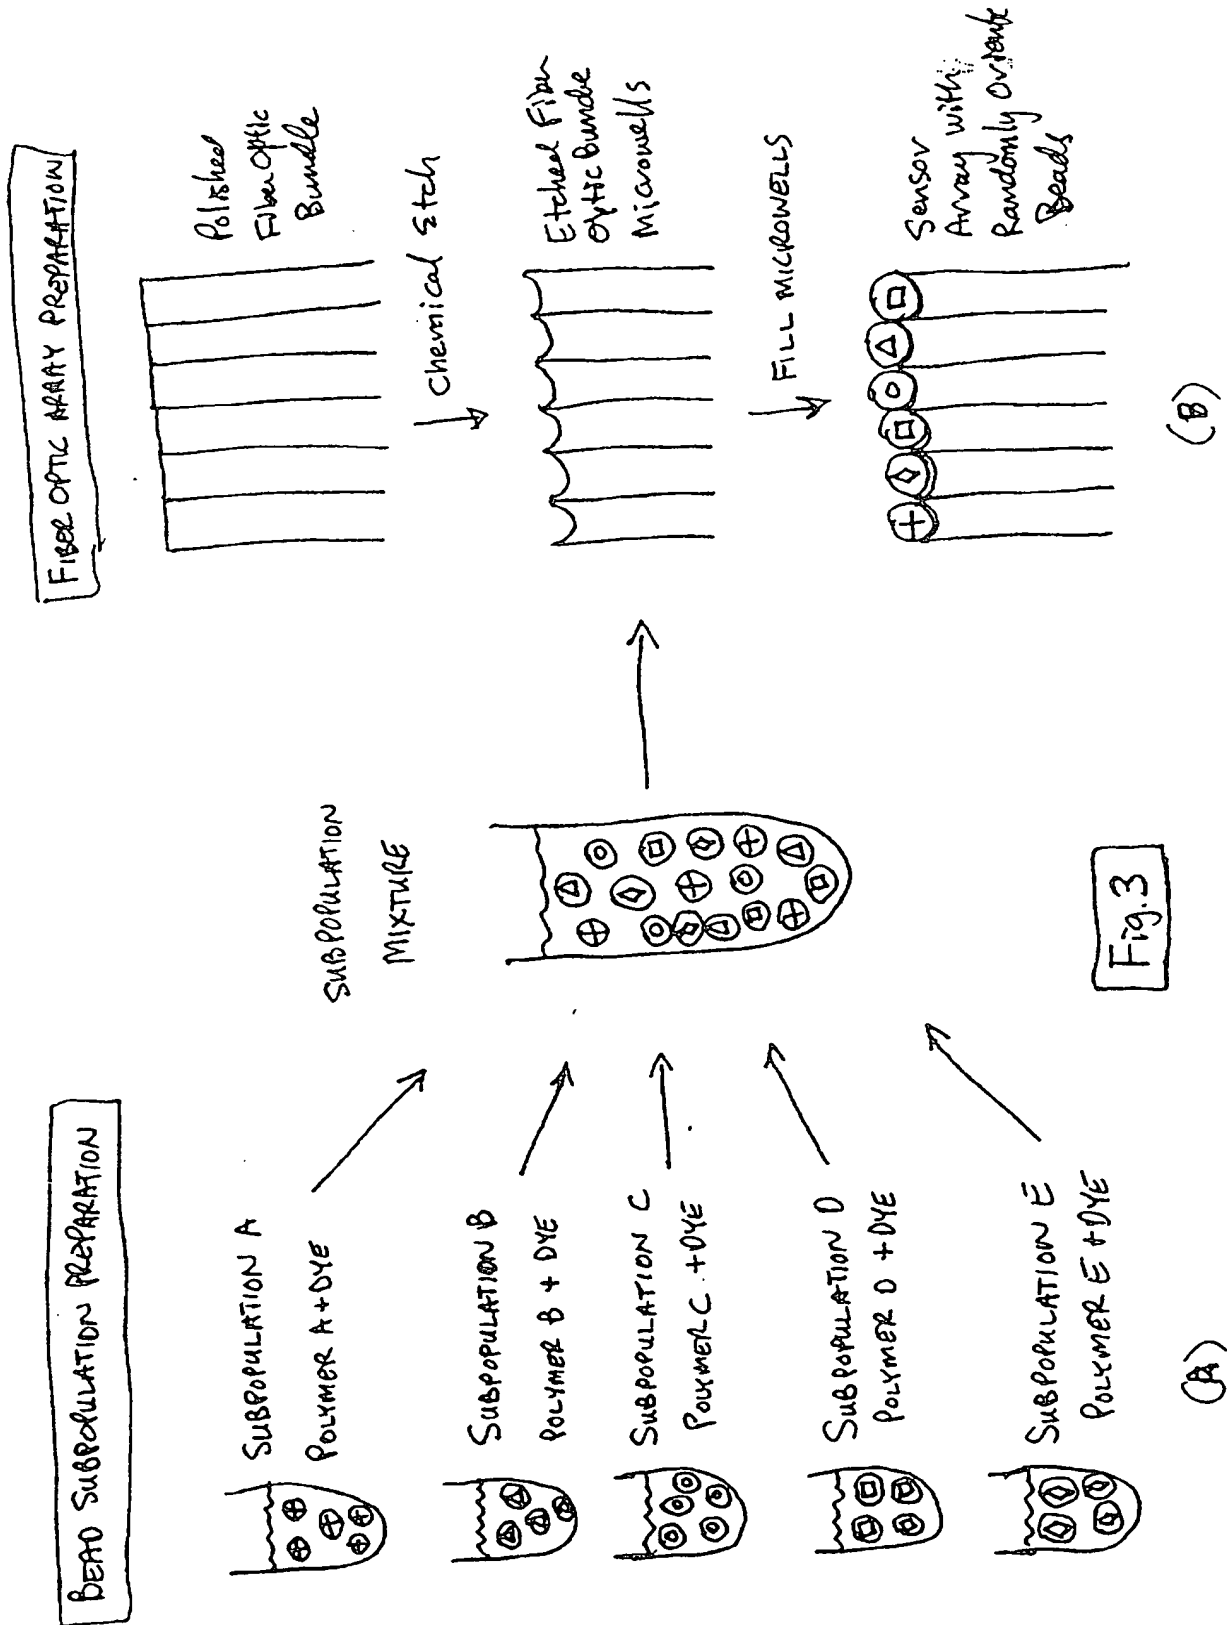 BEAD SUBPOPULATION PREPARATION
SUBPOPULATION A
POLYMER A + DYE
SUBPOPULATION B
POLYMER B + DYE
SUBPOPULATION C
POLYMER C + DYE
SUBPOPULATION D
POLYMER D + DYE
SUBPOPULATION E
POLYMER E + DYE
(A)
SUBPOPULATION
MIXTURE
Fig.3
FIBER OPTIC ARRAY PREPARATION
Polished
Fiber Optic
Bundle
Chemical Etch
Etched Fiber
Optic Bundle
Microwells
FILL MICROWELLS
Sensor
Array with
Randomly
Beads
(B)